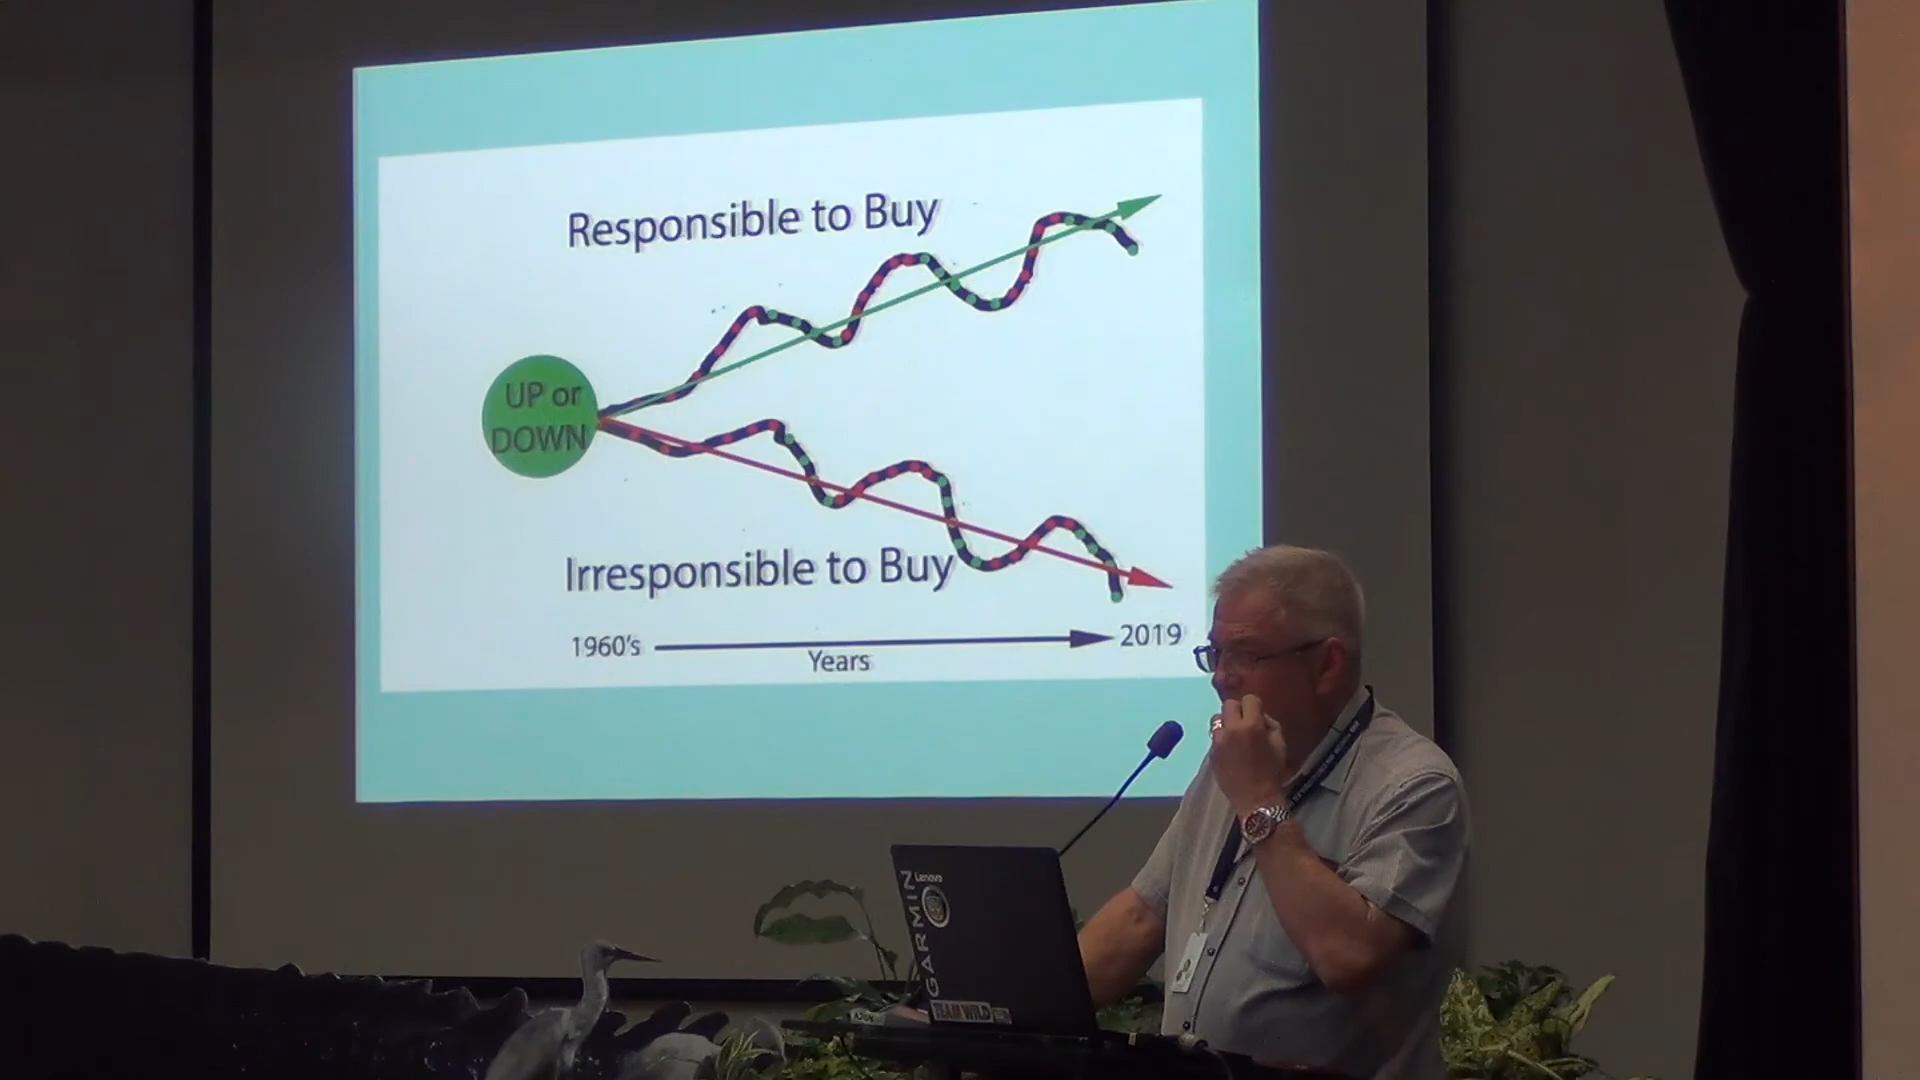 Responsible to Buy
UP or
DOWN
Irresponsible to Buy
1960's
2019
Years
Lenovo
GARMIN
TEAM WILD